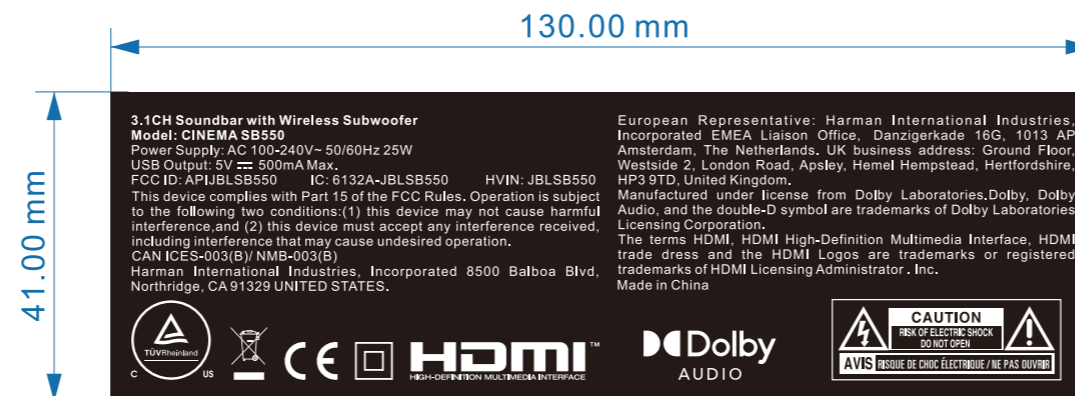 130.00 mm
41.00 mm
3.1CH Soundbar with Wireless Subwoofer
Model: CINEMA SB550
Power Supply: AC 100-240V~ 50/60Hz 25W
USB Output: 5V ⎓ 500mA Max.
FCC ID: APIJBLSB550 IC: 6132A-JBLSB550 HVIN: JBLSB550
This device complies with Part 15 of the FCC Rules. Operation is subject
to the following two conditions:(1) this device may not cause harmful
interference,and (2) this device must accept any interference received,
including interference that may cause undesired operation.
CAN ICES-003(B)/ NMB-003(B)
Harman International Industries, Incorporated 8500 Balboa Blvd,
Northridge, CA 91329 UNITED STATES.
European Representative: Harman International Industries,
Incorporated EMEA Liaison Office, Danzigerkade 16G, 1013 AP
Amsterdam, The Netherlands. UK business address: Ground Floor,
Westside 2, London Road, Apsley, Hemel Hempstead, Hertfordshire,
HP3 9TD, United Kingdom.
Manufactured under license from Dolby Laboratories.Dolby, Dolby
Audio, and the double-D symbol are trademarks of Dolby Laboratories
Licensing Corporation.
The terms HDMI, HDMI High-Definition Multimedia Interface, HDMI
trade dress and the HDMI Logos are trademarks or registered
trademarks of HDMI Licensing Administrator . Inc.
Made in China
TÜVRheinland
C US
CE
HDMI™
HIGH-DEFINITION MULTIMEDIA INTERFACE
Dolby
AUDIO
CAUTION
RISK OF ELECTRIC SHOCK
DO NOT OPEN
AVIS RISQUE DE CHOC ÉLECTRIQUE / NE PAS OUVRIR